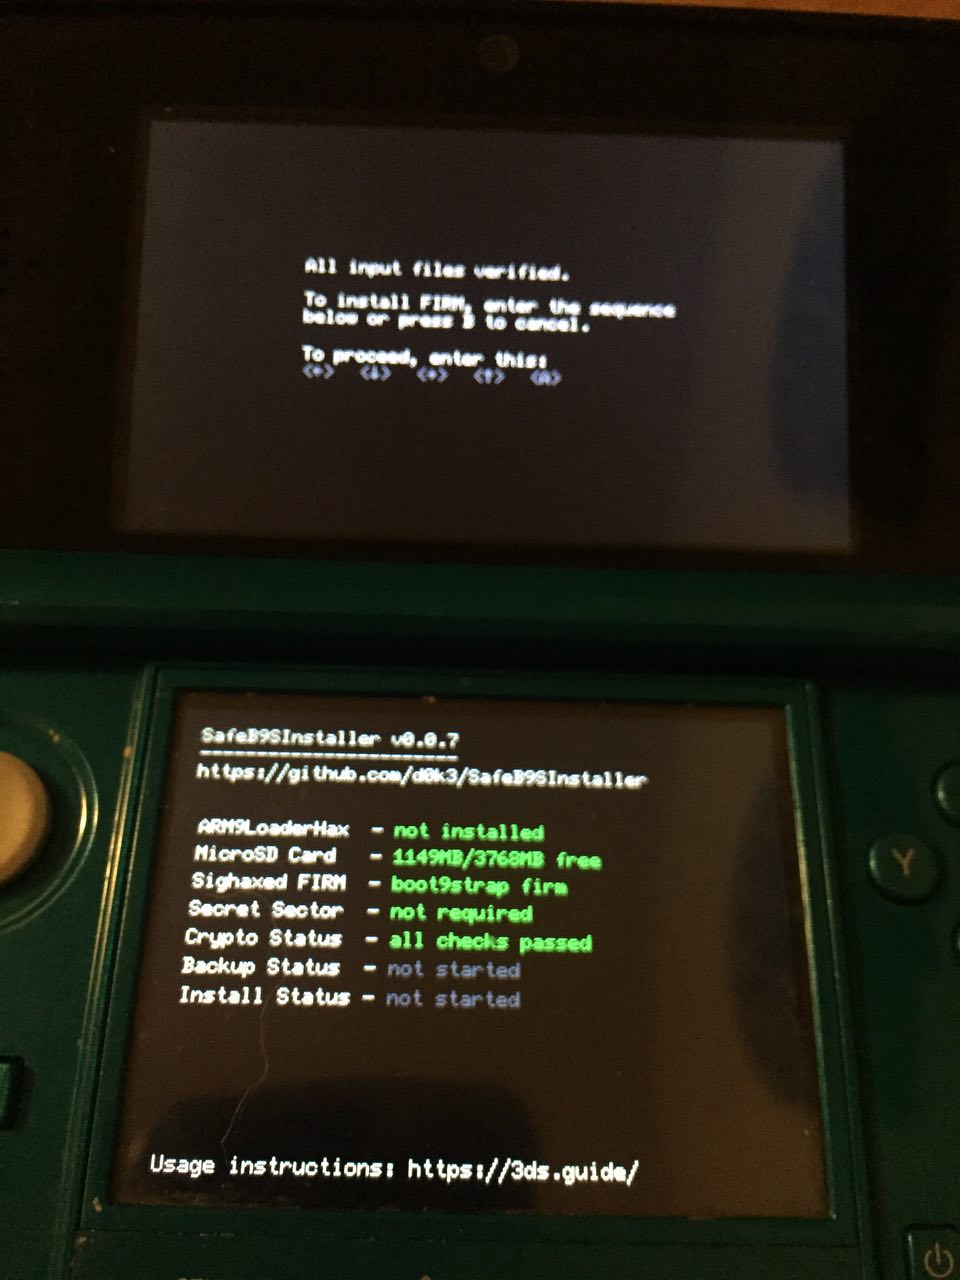 All input files verified.
To install FIRM, enter the sequence
below or press B to cancel.
To proceed, enter this:
<↓> <↑> <A>
SafeB9SInstaller v0.0.7
https://github.com/d0k3/SafeB9SInstaller
ARM9LoaderHax - not installed
MicroSD Card - 1149MB/3768MB free
Sighaxed FIRM - boot9strap firm
Secret Sector - not required
Crypto Status - all checks passed
Backup Status - not started
Install Status - not started
Y
Usage instructions: https://3ds.guide/